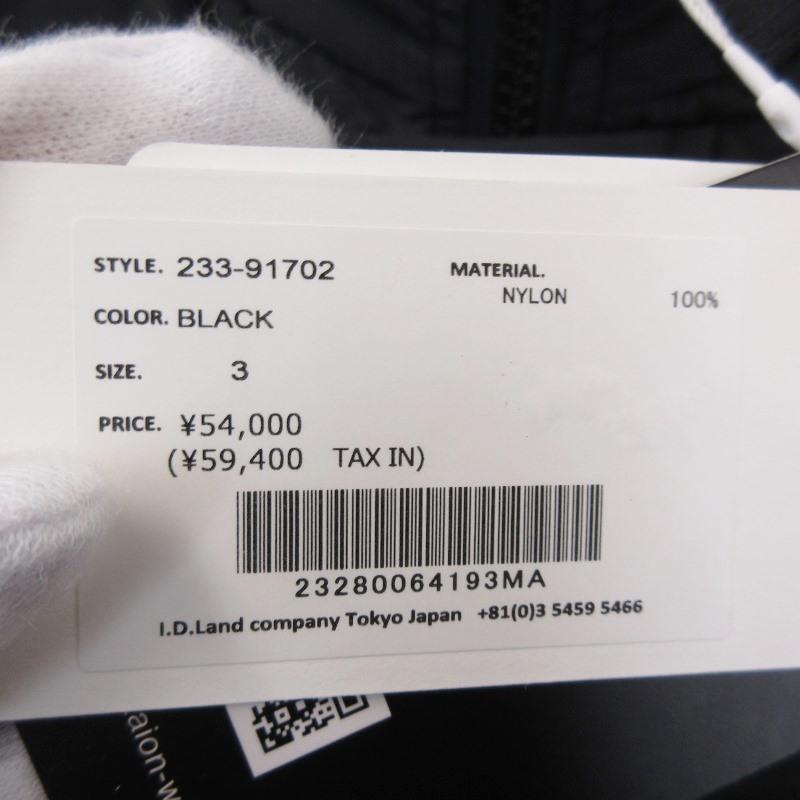 STYLE. 233-91702
COLOR. BLACK
SIZE. 3
PRICE. ¥54,000
(¥59,400 TAX IN)
MATERIAL.
NYLON 100%
23280064193MA
I.D.Land company Tokyo Japan +81(0)3 5459 5466